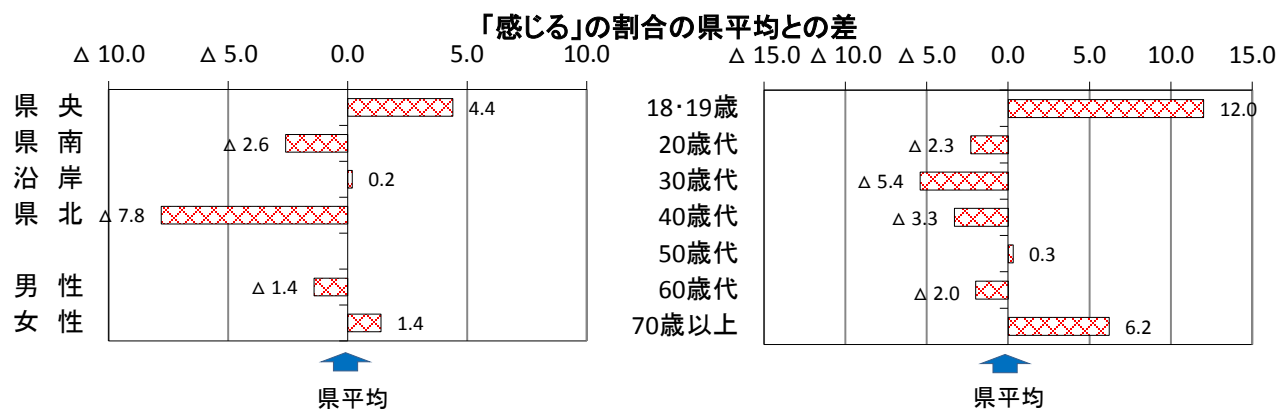 「感じる」の割合の県平均との差
△ 10.0 △ 5.0 0.0 5.0 10.0
県 央 4.4
県 南 △ 2.6
沿 岸 0.2
県 北 △ 7.8
男 性 △ 1.4
女 性 1.4
県平均
△ 15.0 △ 10.0 △ 5.0 0.0 5.0 10.0 15.0
18･19歳 12.0
20歳代 △ 2.3
30歳代 △ 5.4
40歳代 △ 3.3
50歳代 0.3
60歳代 △ 2.0
70歳以上 6.2
県平均